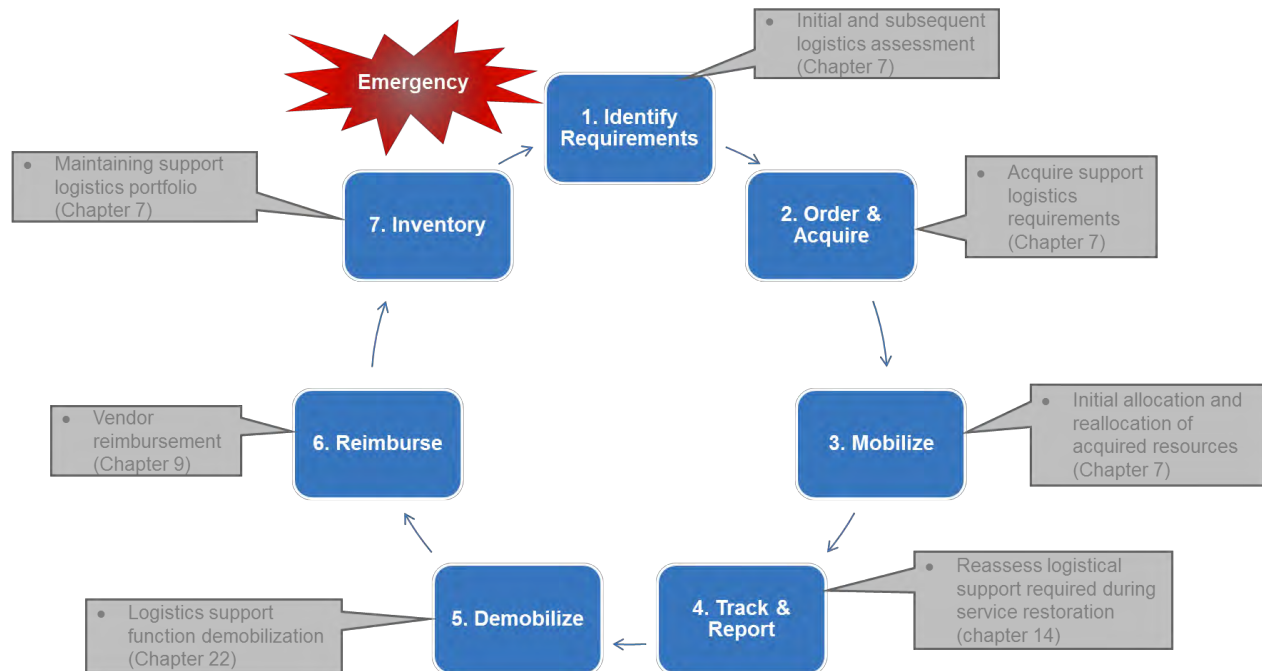 Emergency
1. Identify
Requirements
● Initial and subsequent
logistics assessment
(Chapter 7)
2. Order &
Acquire
● Acquire support
logistics
requirements
(Chapter 7)
3. Mobilize
● Initial allocation and
reallocation of
acquired resources
(Chapter 7)
4. Track &
Report
● Reassess logistical
support required during
service restoration
(chapter 14)
5. Demobilize
● Logistics support
function demobilization
(Chapter 22)
6. Reimburse
● Vendor
reimbursement
(Chapter 9)
7. Inventory
● Maintaining support
logistics portfolio
(Chapter 7)